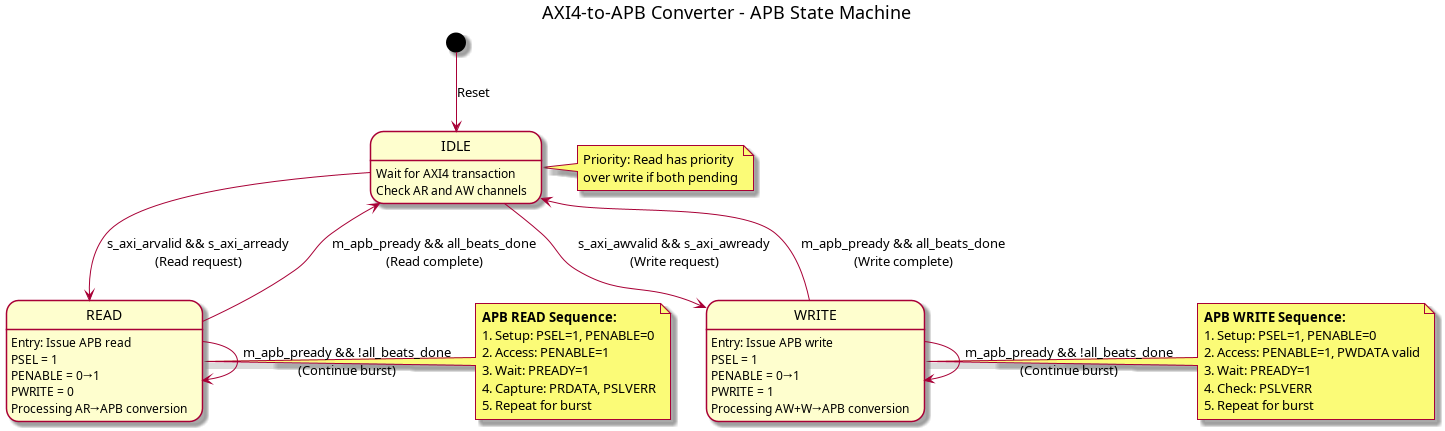 AXI4-to-APB Converter - APB State Machine
Reset
IDLE
Wait for AXI4 transaction
Check AR and AW channels
Priority: Read has priority
over write if both pending
s_axi_arvalid && s_axi_arready
(Read request)
m_apb_pready && all_beats_done
(Read complete)
s_axi_awvalid && s_axi_awready
(Write request)
m_apb_pready && all_beats_done
(Write complete)
READ
Entry: Issue APB read
PSEL = 1
PENABLE = 0→1
PWRITE = 0
Processing AR→APB conversion
m_apb_pready && !all_beats_done
(Continue burst)
APB READ Sequence:
1. Setup: PSEL=1, PENABLE=0
2. Access: PENABLE=1
3. Wait: PREADY=1
4. Capture: PRDATA, PSLVERR
5. Repeat for burst
WRITE
Entry: Issue APB write
PSEL = 1
PENABLE = 0→1
PWRITE = 1
Processing AW+W→APB conversion
m_apb_pready && !all_beats_done
(Continue burst)
APB WRITE Sequence:
1. Setup: PSEL=1, PENABLE=0
2. Access: PENABLE=1, PWDATA valid
3. Wait: PREADY=1
4. Check: PSLVERR
5. Repeat for burst